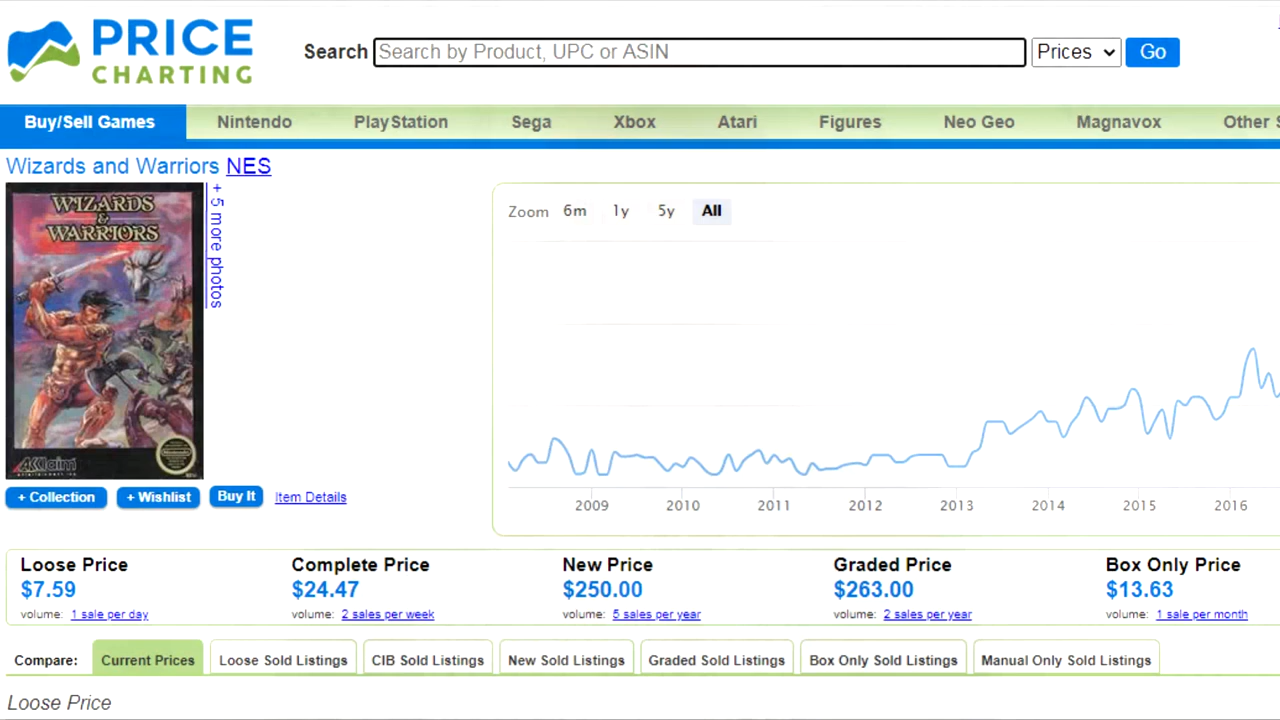 PRICE
CHARTING
Search Search by Product, UPC or ASIN Prices Go
Buy/Sell Games Nintendo PlayStation Sega Xbox Atari Figures Neo Geo Magnavox Other S
Wizards and Warriors NES
+ 5 more photos
WIZARDS
&
WARRIORS
Acclaim
Zoom 6m 1y 5y All
2009 2010 2011 2012 2013 2014 2015 2016
+ Collection + Wishlist Buy It Item Details
Loose Price Complete Price New Price Graded Price Box Only Price
$7.59 $24.47 $250.00 $263.00 $13.63
volume: 1 sale per day volume: 2 sales per week volume: 5 sales per year volume: 2 sales per year volume: 1 sale per month
Compare: Current Prices Loose Sold Listings CIB Sold Listings New Sold Listings Graded Sold Listings Box Only Sold Listings Manual Only Sold Listings
Loose Price